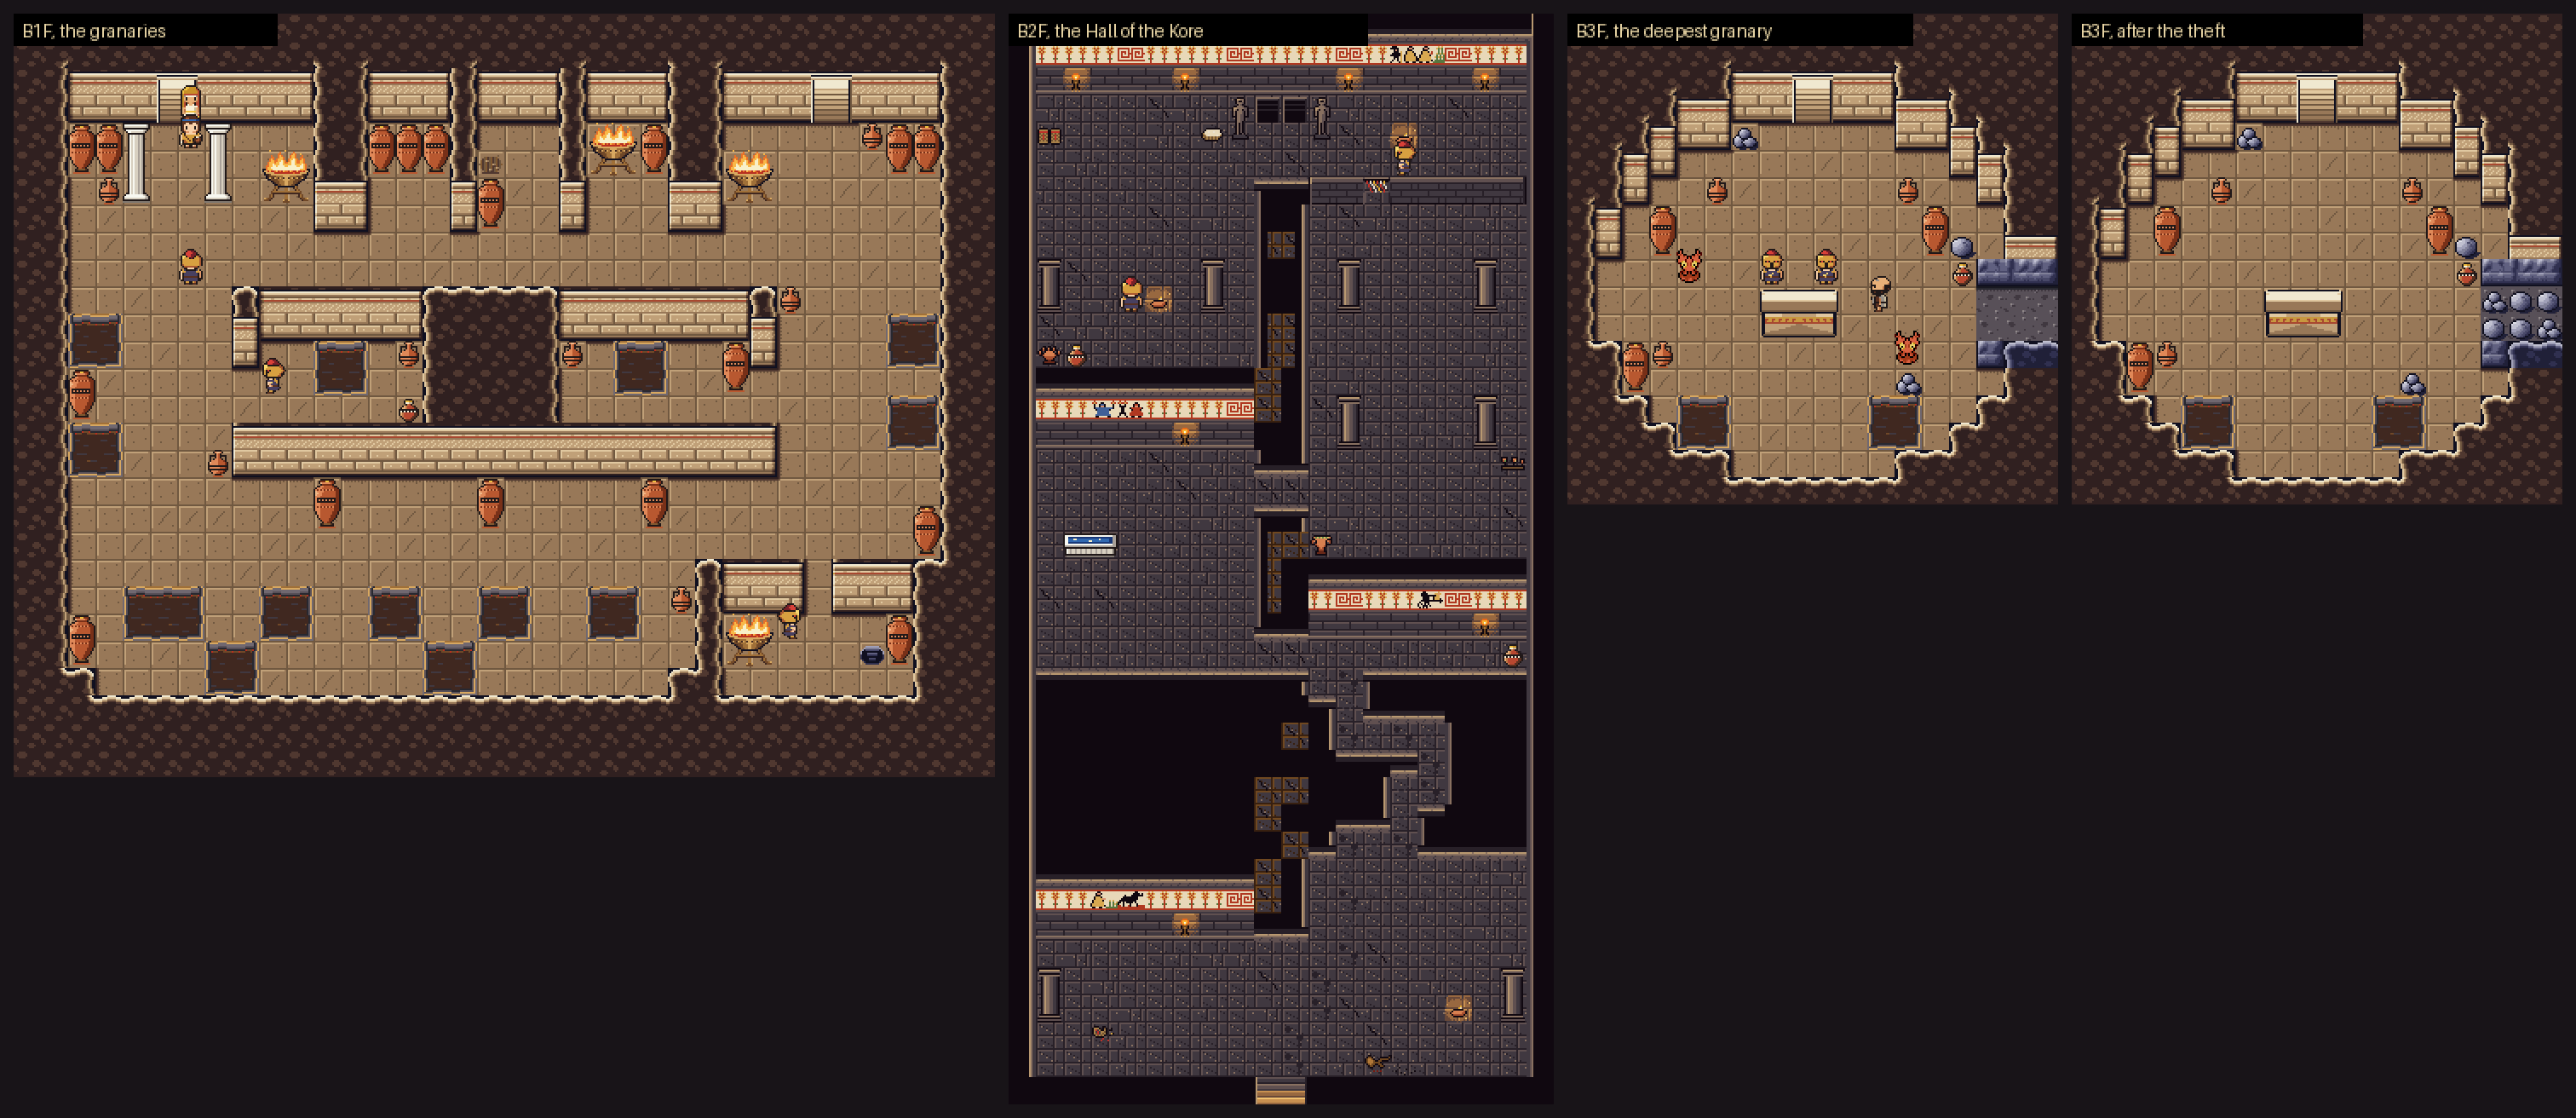 B1F, the granaries
B2F, the Hall of the Kore
B3F, the deepest granary
B3F, after the theft